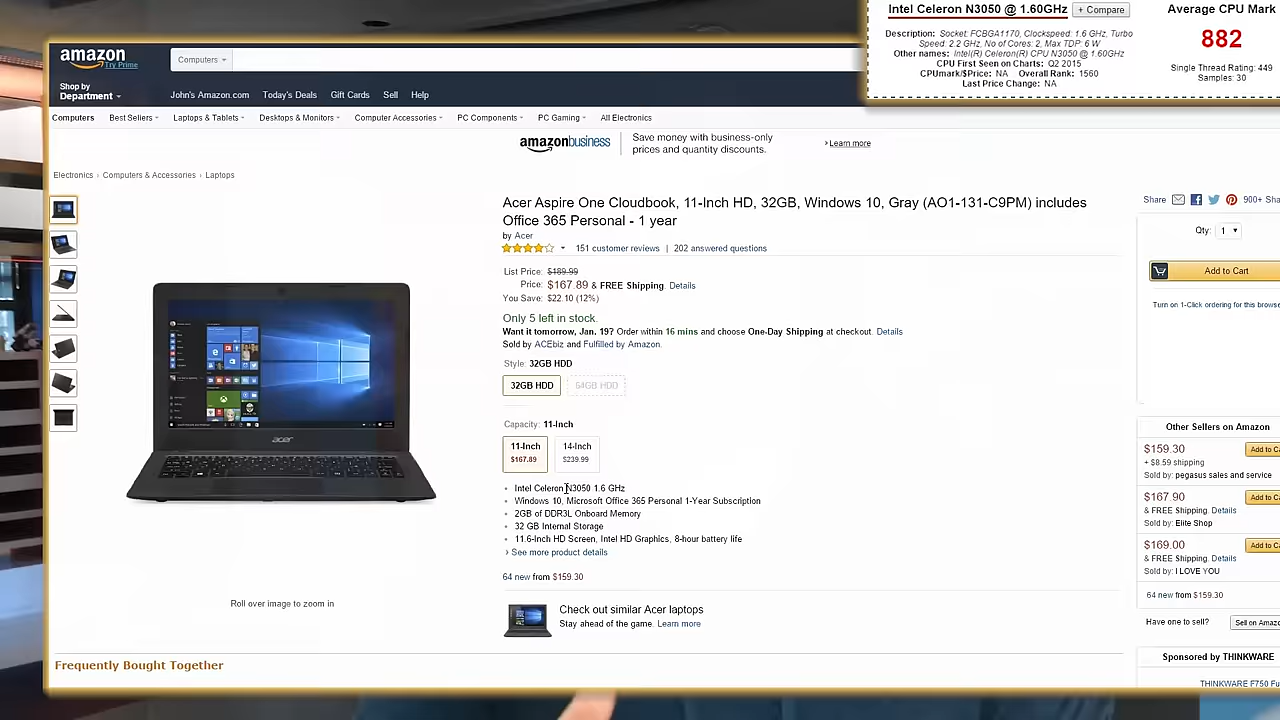 Intel Celeron N3050 @ 1.60GHz + Compare Average CPU Mark
Description: Socket: FCBGA1170, Clockspeed: 1.6 GHz, Turbo
Speed: 2.2 GHz, No of Cores: 2, Max TDP: 6 W
Other names: Intel(R) Celeron(R) CPU N3050 @ 1.60GHz
CPU First Seen on Charts: Q2 2015
CPUmark/$Price: NA Overall Rank: 1560
Last Price Change: NA
882
Single Thread Rating: 449
Samples: 30
amazon
Try Prime
Computers
Shop by
Department
John's Amazon.com Today's Deals Gift Cards Sell Help
Computers Best Sellers Laptops & Tablets Desktops & Monitors Computer Accessories PC Components PC Gaming All Electronics
amazonbusiness
Save money with business-only
prices and quantity discounts.
› Learn more
Electronics › Computers & Accessories › Laptops
Acer Aspire One Cloudbook, 11-Inch HD, 32GB, Windows 10, Gray (AO1-131-C9PM) includes
Office 365 Personal - 1 year
by Acer
151 customer reviews | 202 answered questions
List Price: $189.99
Price: $167.89 & FREE Shipping. Details
You Save: $22.10 (12%)
Only 5 left in stock.
Want it tomorrow, Jan. 19? Order within 16 mins and choose One-Day Shipping at checkout. Details
Sold by ACEbiz and Fulfilled by Amazon.
Style: 32GB HDD
32GB HDD 64GB HDD
Capacity: 11-Inch
11-Inch 14-Inch
$167.89 $239.99
Intel Celeron N3050 1.6 GHz
Windows 10, Microsoft Office 365 Personal 1-Year Subscription
2GB of DDR3L Onboard Memory
32 GB Internal Storage
11.6-Inch HD Screen, Intel HD Graphics, 8-hour battery life
› See more product details
64 new from $159.30
acer
Roll over image to zoom in
Check out similar Acer laptops
Stay ahead of the game. Learn more
Frequently Bought Together
Share 900+
Qty: 1
Add to Cart
Turn on 1-Click ordering for this
Other Sellers on Amazon
$159.30 Add to
+ $8.59 shipping
Sold by: pegasus sales and service
$167.90 Add to
& FREE Shipping. Details
Sold by: Elite Shop
$169.00 Add to
& FREE Shipping. Details
Sold by: I LOVE YOU
64 new from $159.30
Have one to sell? Sell on
Sponsored by THINKWARE
THINKWARE F750